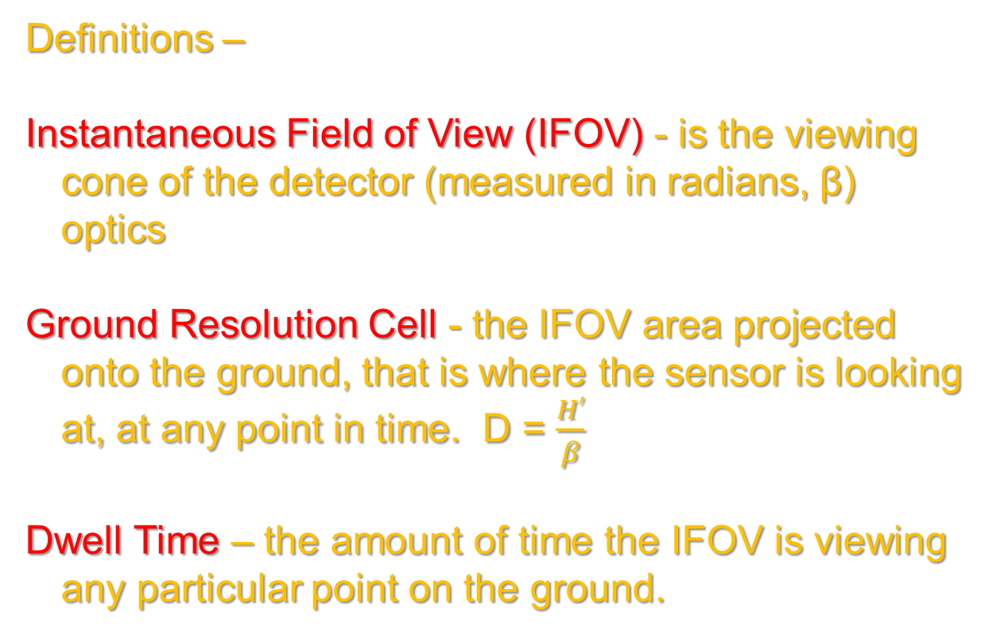 Definitions –
Instantaneous Field of View (IFOV) - is the viewing
cone of the detector (measured in radians, β)
optics
Ground Resolution Cell - the IFOV area projected
onto the ground, that is where the sensor is looking
at, at any point in time. D = H′/β
Dwell Time – the amount of time the IFOV is viewing
any particular point on the ground.